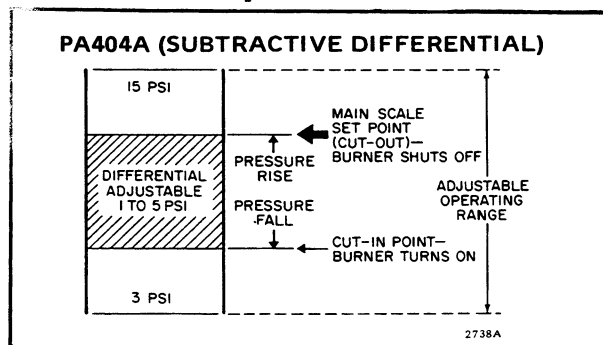 PA404A (SUBTRACTIVE DIFFERENTIAL)
15 PSI
MAIN SCALE
SET POINT
(CUT-OUT)—
BURNER SHUTS OFF
PRESSURE
RISE
DIFFERENTIAL
ADJUSTABLE
1 TO 5 PSI
PRESSURE
FALL
ADJUSTABLE
OPERATING
RANGE
CUT-IN POINT—
BURNER TURNS ON
3 PSI
2738A